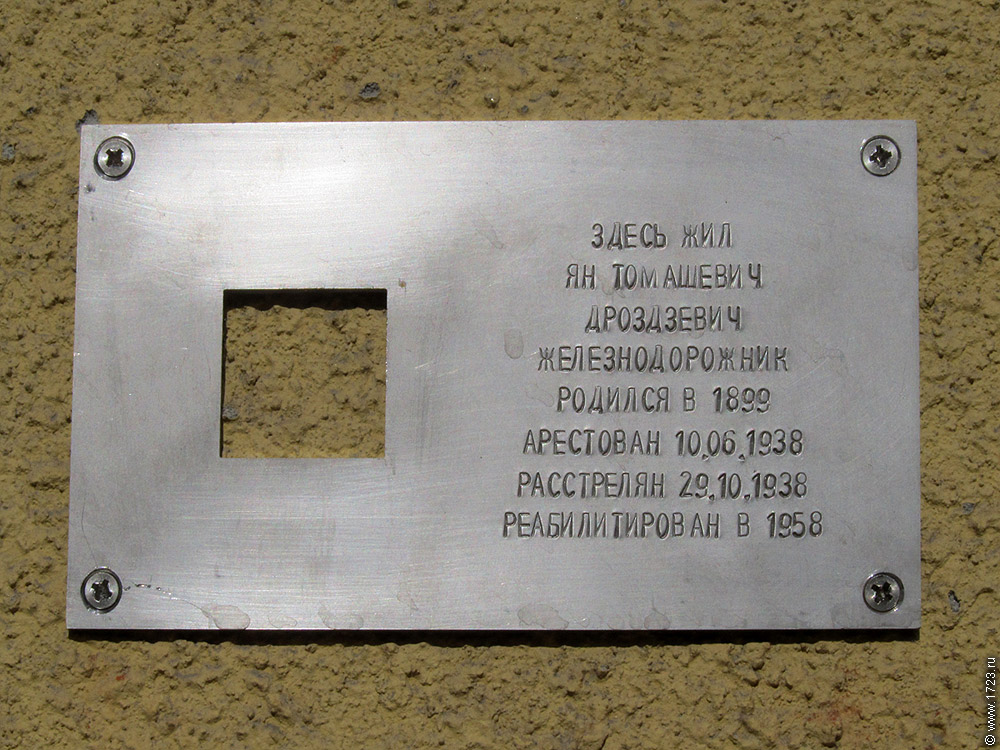 ЗДЕСЬ ЖИЛ
ЯН ТОМАШЕВИЧ
ДРОЗДЗЕВИЧ
ЖЕЛЕЗНОДОРОЖНИК
РОДИЛСЯ В 1899
АРЕСТОВАН 10.06.1938
РАССТРЕЛЯН 29.10.1938
РЕАБИЛИТИРОВАН В 1958
© www.1723.ru